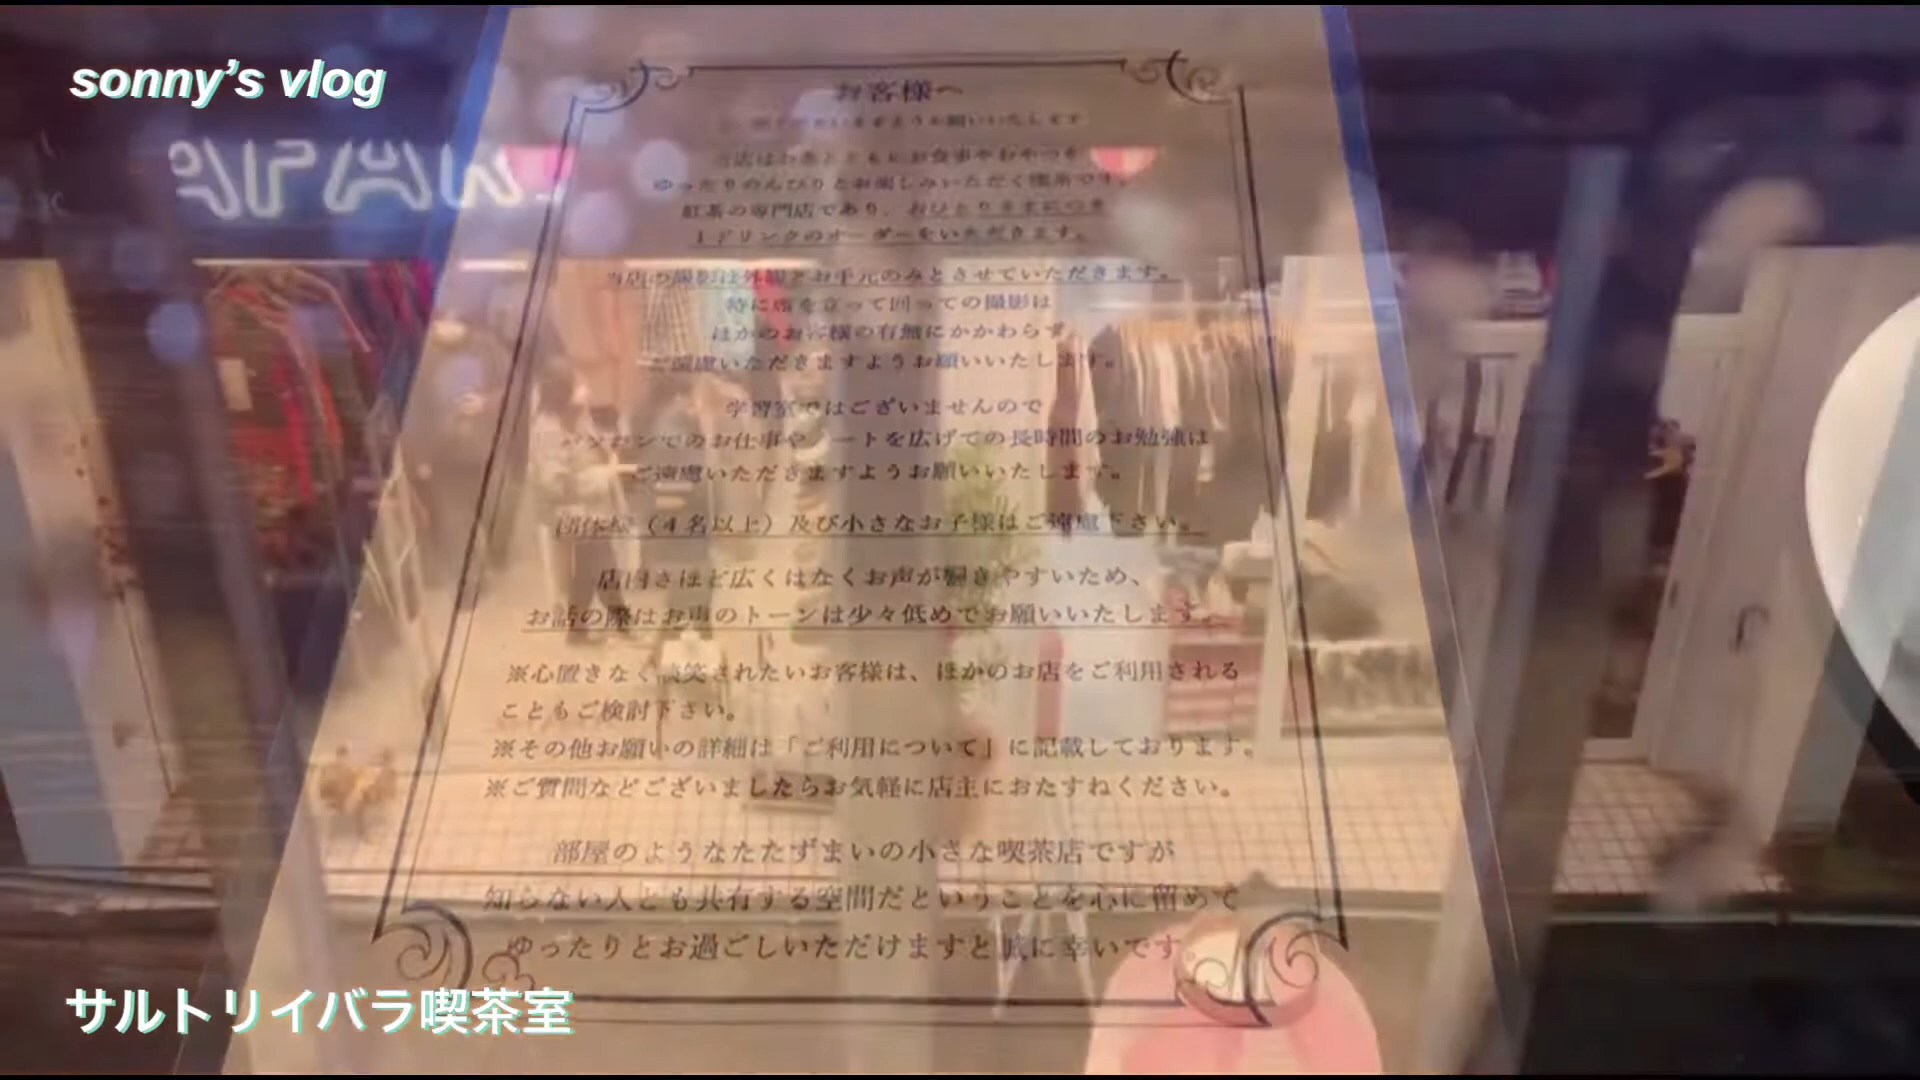 sonny's vlog
お客様へ
お願いいたします
当店はお茶とともにお食事やおやつを
ゆったりのんびりとお楽しみいただく喫茶です。
紅茶の専門店であり、おひとりさまにつき
1ドリンクのオーダーをいただきます。
当店の撮影は外観とお手元のみとさせていただきます。
特に席を立って回っての撮影は
ほかのお客様の有無にかかわらず、
ご遠慮いただきますようお願いいたします。
学習室ではございませんので
パソコンでのお仕事やノートを広げての長時間のお勉強は
ご遠慮いただきますようお願いいたします。
団体様（4名以上）及び小さなお子様はご遠慮下さい。
店内さほど広くはなくお声が響きやすいため、
お話の際はお声のトーンは少々低めでお願いいたします。
※心置きなく談笑されたいお客様は、ほかのお店をご利用される
こともご検討下さい。
※その他お願いの詳細は「ご利用について」に記載しております。
※ご質問などございましたらお気軽に店主におたずねください。
部屋のようなたたずまいの小さな喫茶店ですが
知らない人とも共有する空間だということを心に留めて
ゆったりとお過ごしいただけますと誠に幸いです。
サルトリイバラ喫茶室